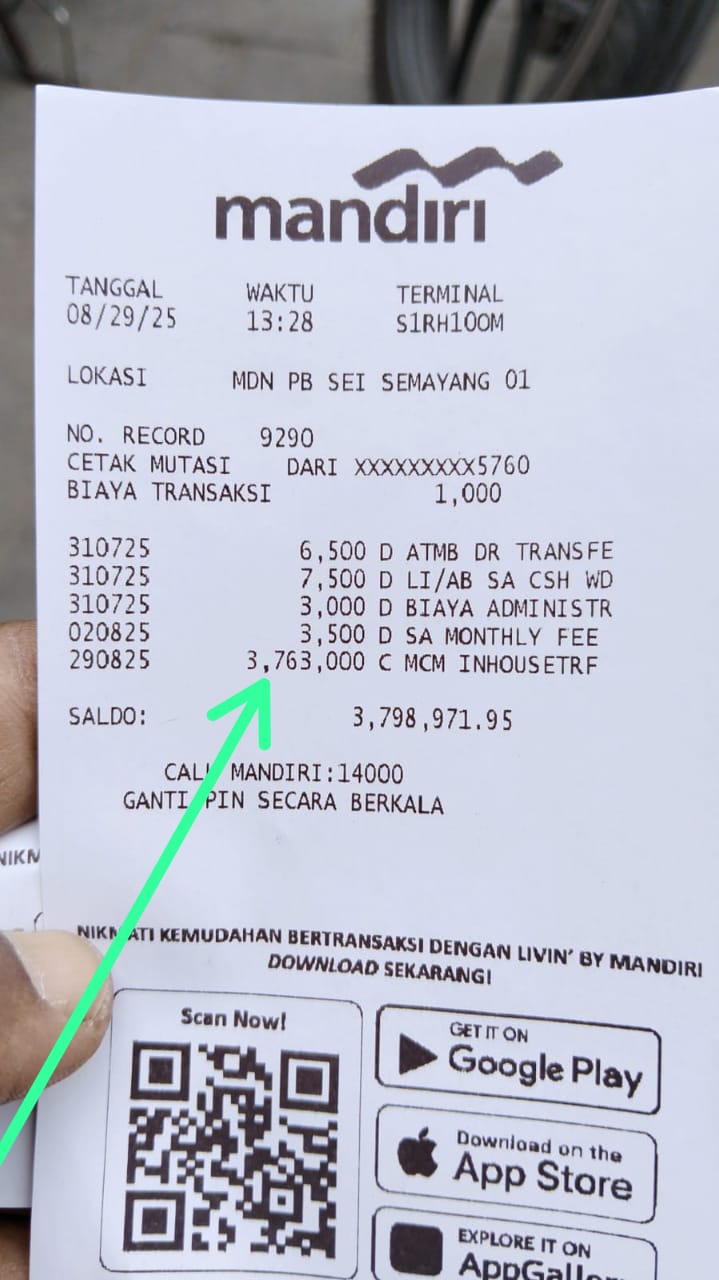 mandiri
TANGGAL WAKTU TERMINAL
08/29/25 13:28 S1RH100M
LOKASI MDN PB SEI SEMAYANG 01
NO. RECORD 9290
CETAK MUTASI DARI XXXXXXXXX5760
BIAYA TRANSAKSI 1,000
310725 6,500 D ATMB DR TRANSFE
310725 7,500 D LI/AB SA CSH WD
310725 3,000 D BIAYA ADMINISTR
020825 3,500 D SA MONTHLY FEE
290825 3,763,000 C MCM INHOUSETRF
SALDO: 3,798,971.95
CALL MANDIRI:14000
GANTI PIN SECARA BERKALA
NIKM
NIKMATI KEMUDAHAN BERTRANSAKSI DENGAN LIVIN' BY MANDIRI
DOWNLOAD SEKARANG!
Scan Now!
GET IT ON
Google Play
Download on the
App Store
EXPLORE IT ON
AppGaller